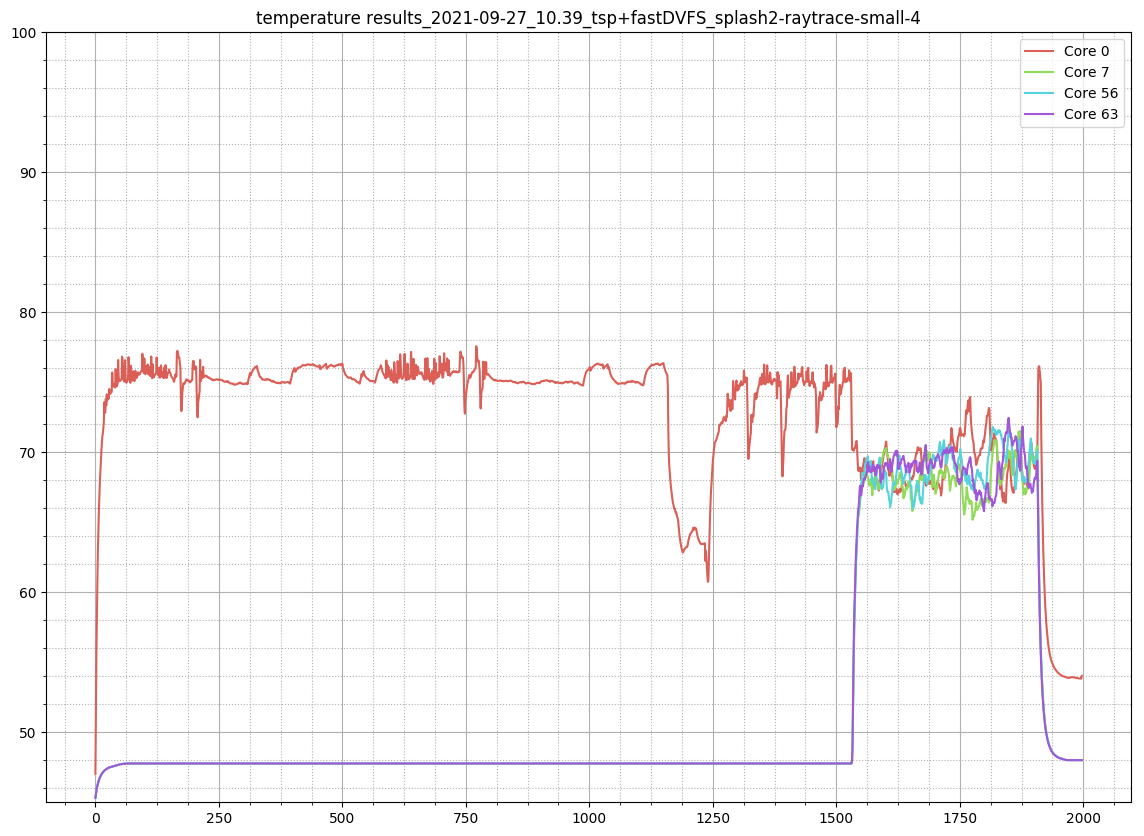 temperature results_2021-09-27_10.39_tsp+fastDVFS_splash2-raytrace-small-4
Core 0
Core 7
Core 56
Core 63
100
90
80
70
60
50
0 250 500 750 1000 1250 1500 1750 2000